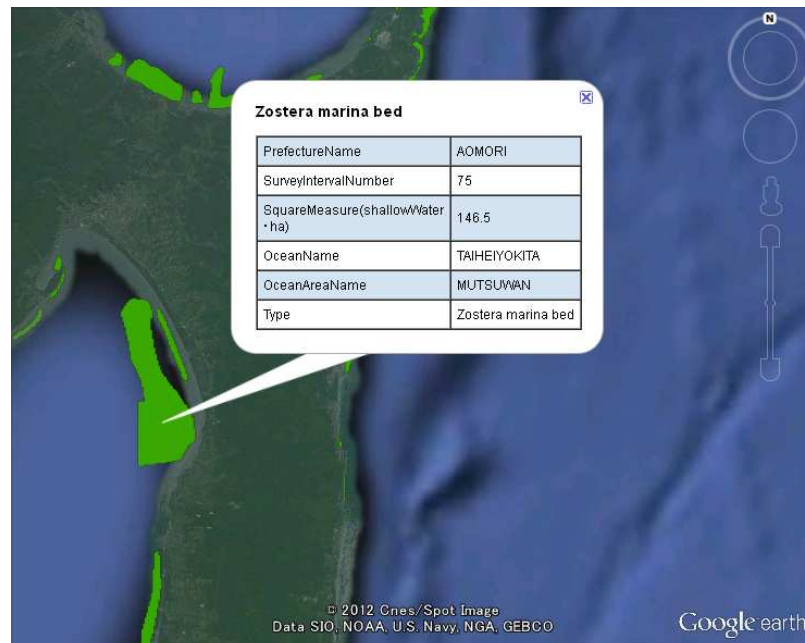 N
Zostera marina bed
PrefectureName AOMORI
SurveyIntervalNumber 75
SquareMeasure(shallowWater
・ha) 146.5
OceanName TAIHEIYOKITA
OceanAreaName MUTSUWAN
Type Zostera marina bed
© 2012 Cnes/Spot Image
Data SIO, NOAA, U.S. Navy, NGA, GEBCO
Google earth